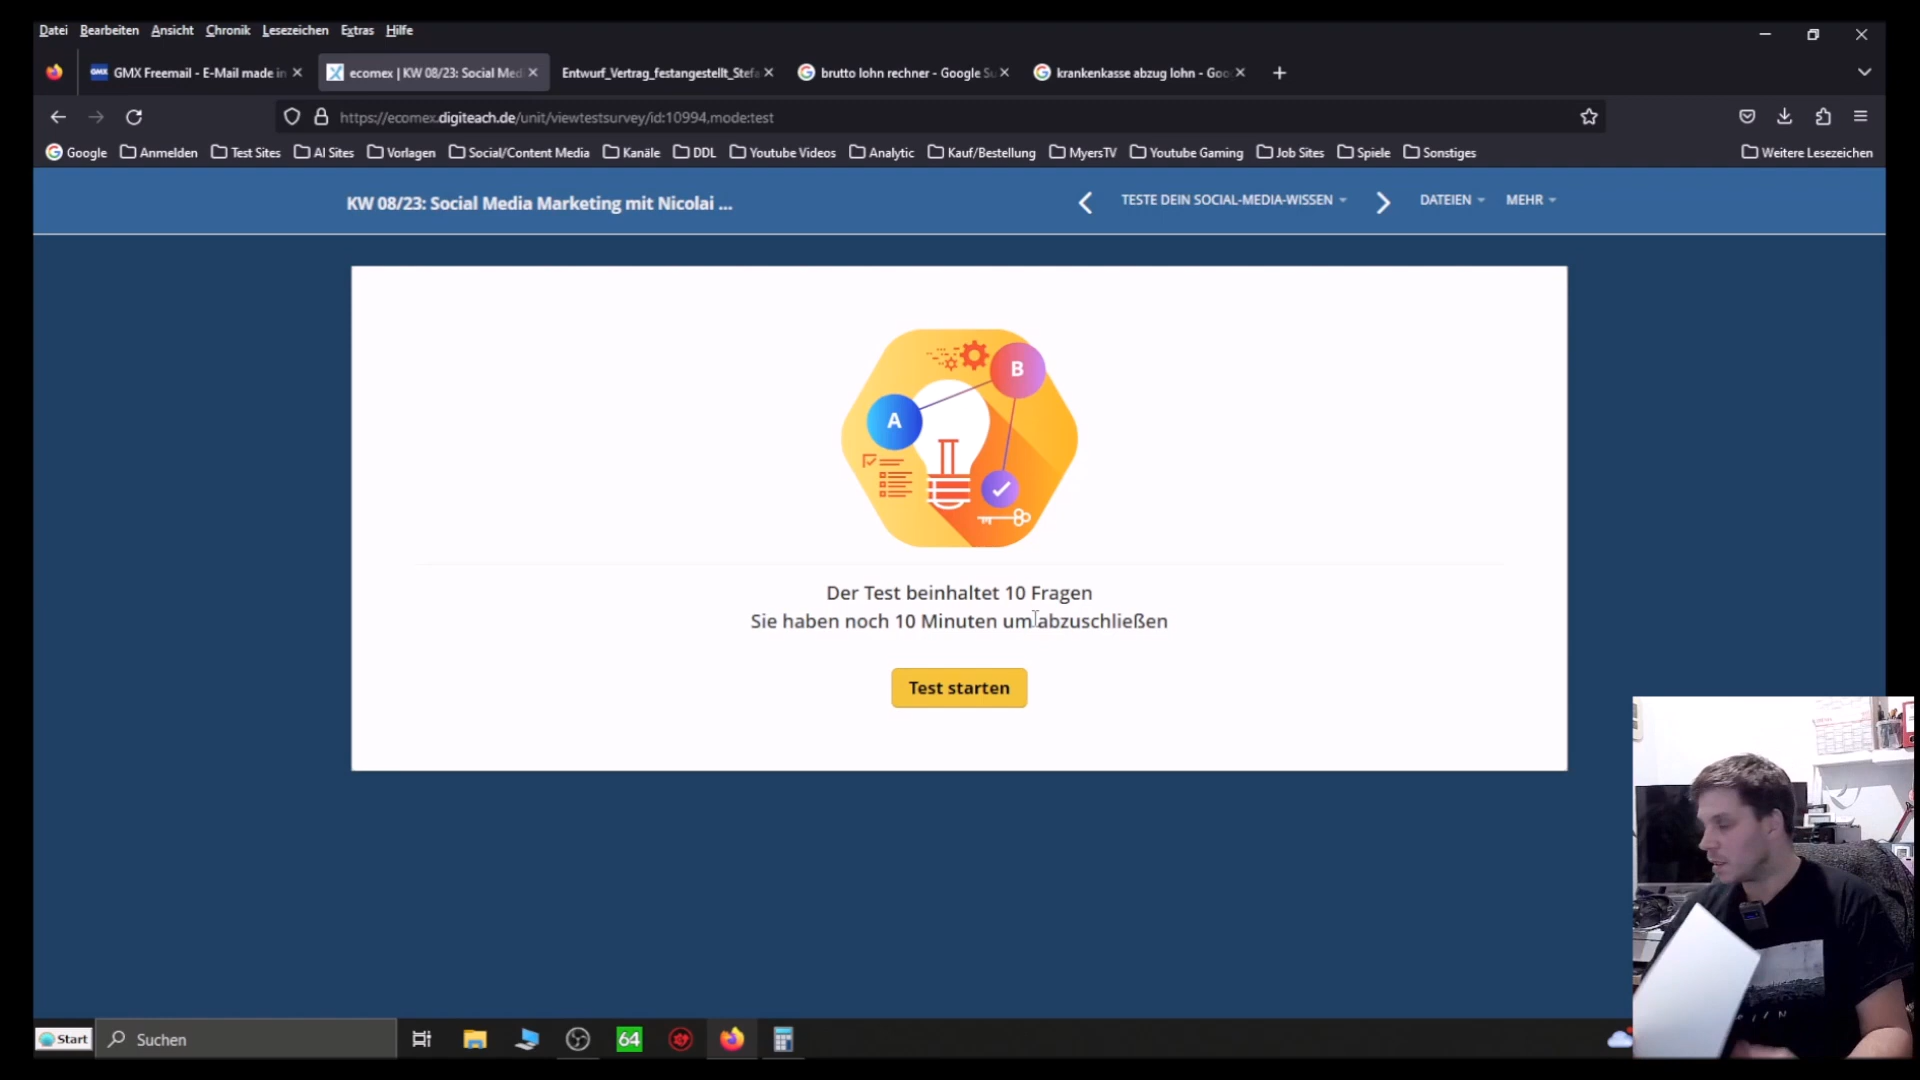 Datei Bearbeiten Ansicht Chronik Lesezeichen Extras Hilfe
GMX Freemail - E-Mail made in
ecomex | KW 08/23: Social Med
Entwurf_Vertrag_festangestellt_Stefa
brutto lohn rechner - Google Su
krankenkasse abzug lohn - Goo
https://ecomex.digiteach.de/unit/viewtestsurvey/id:10994,mode:test
Google Anmelden Test Sites AI Sites Vorlagen Social/Content Media Kanäle DDL Youtube Videos Analytic Kauf/Bestellung MyersTV Youtube Gaming Job Sites Spiele Sonstiges Weitere Lesezeichen
KW 08/23: Social Media Marketing mit Nicolai ...
TESTE DEIN SOCIAL-MEDIA-WISSEN DATEIEN MEHR
B
A
Der Test beinhaltet 10 Fragen
Sie haben noch 10 Minuten um abzuschließen
Test starten
Start Suchen 64